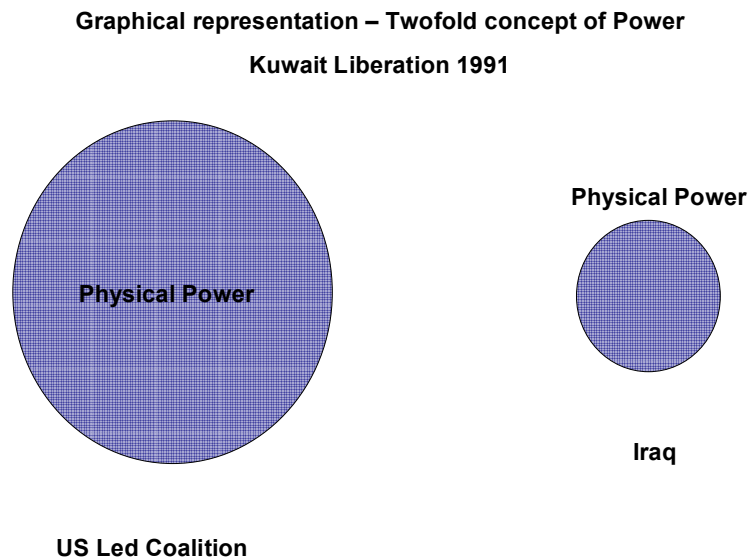 Graphical representation – Twofold concept of Power
Kuwait Liberation 1991
Physical Power
Physical Power
Iraq
US Led Coalition